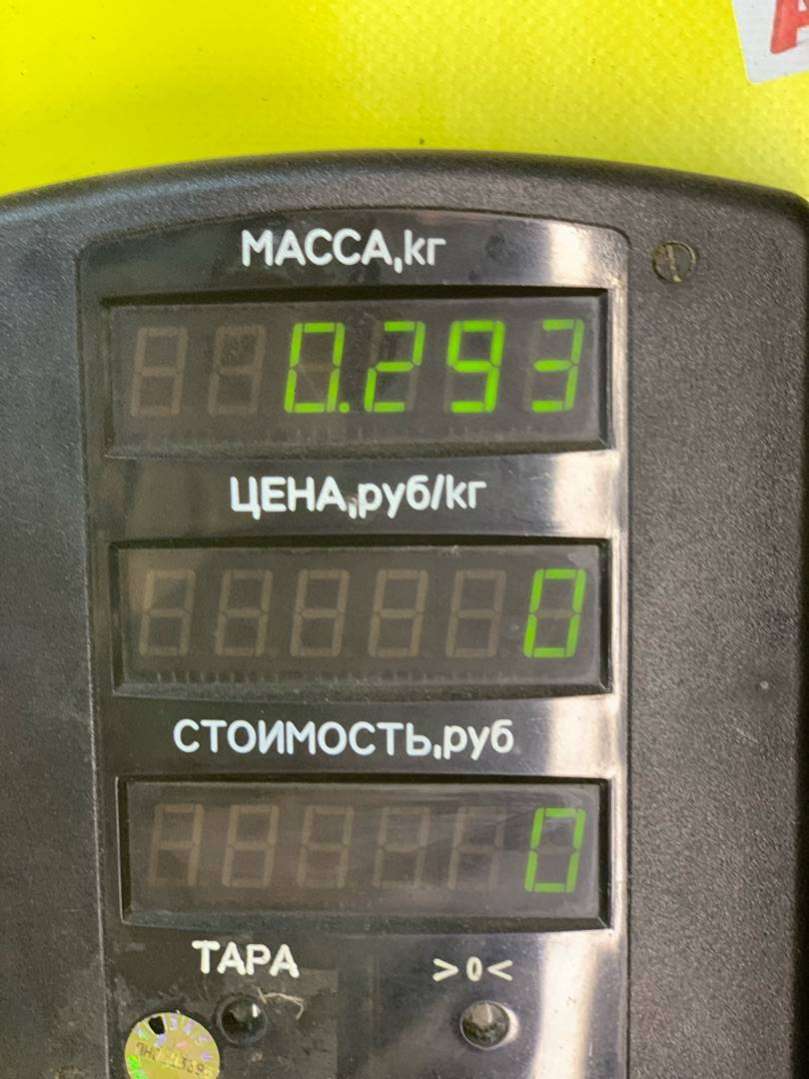 МАССА,кг
0.293
ЦЕНА,руб/кг
0
СТОИМОСТЬ,руб
0
ТАРА >0<